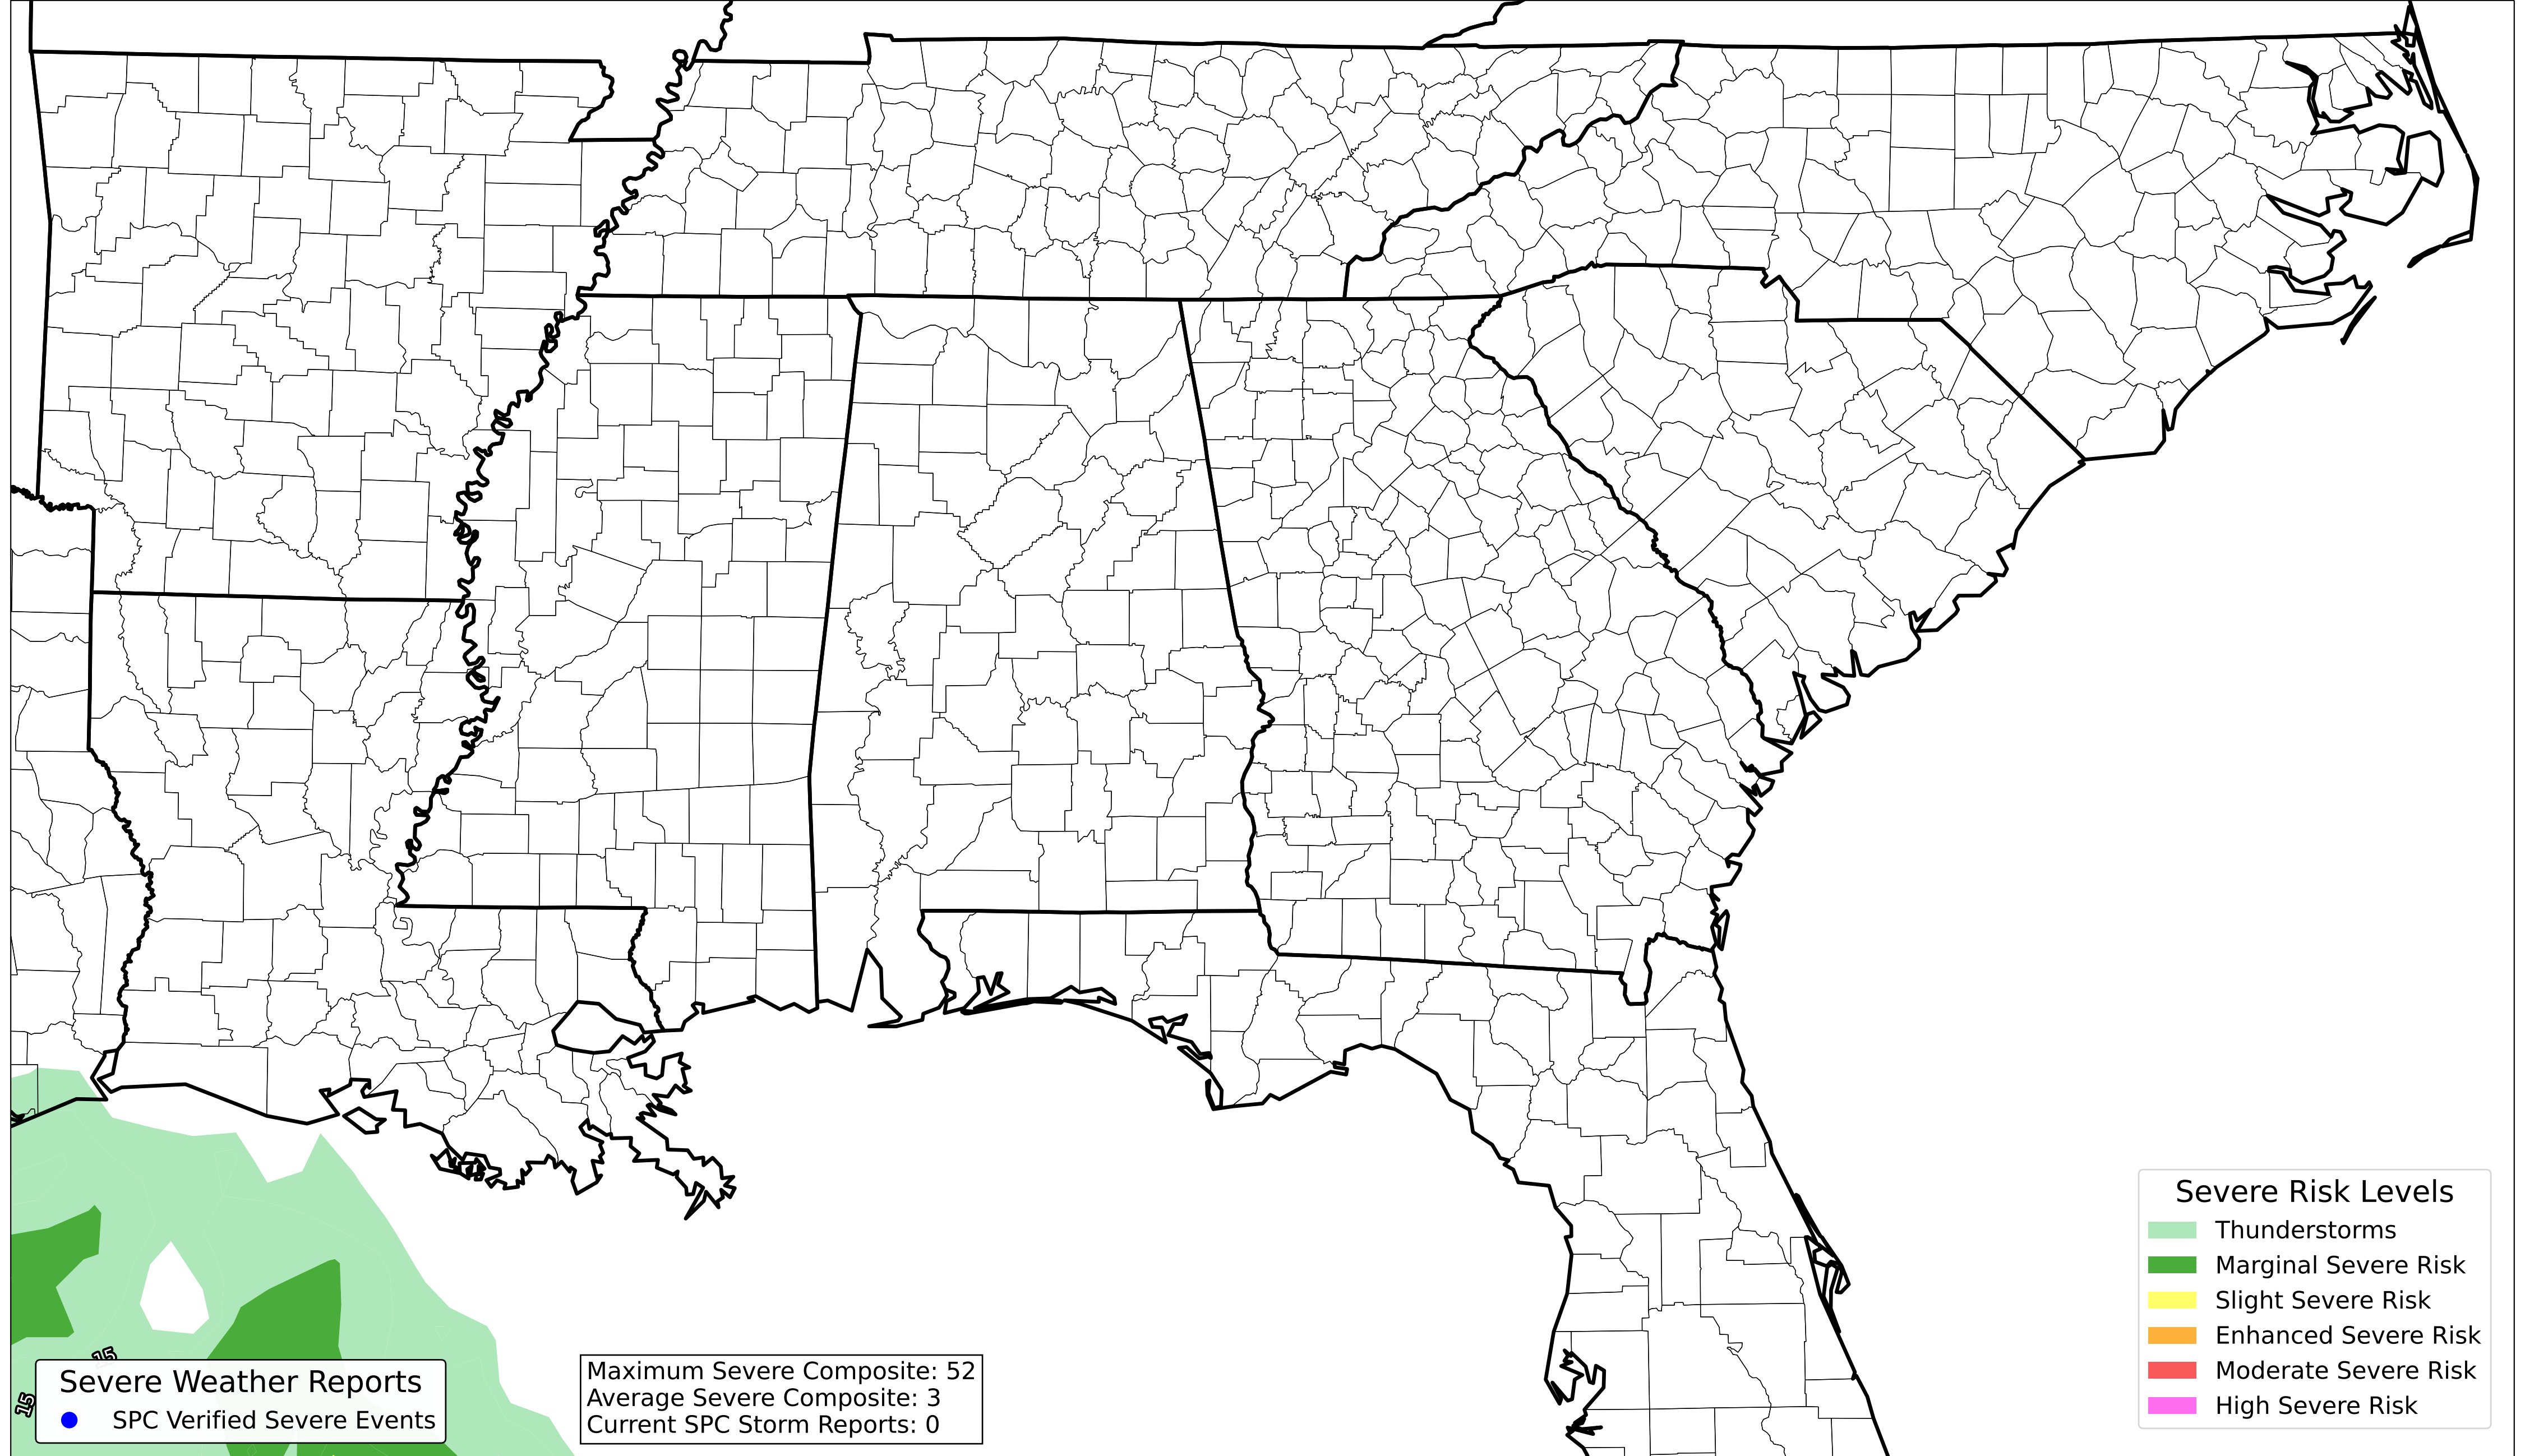 15
15
Severe Weather Reports
SPC Verified Severe Events
Maximum Severe Composite: 52
Average Severe Composite: 3
Current SPC Storm Reports: 0
Severe Risk Levels
Thunderstorms
Marginal Severe Risk
Slight Severe Risk
Enhanced Severe Risk
Moderate Severe Risk
High Severe Risk